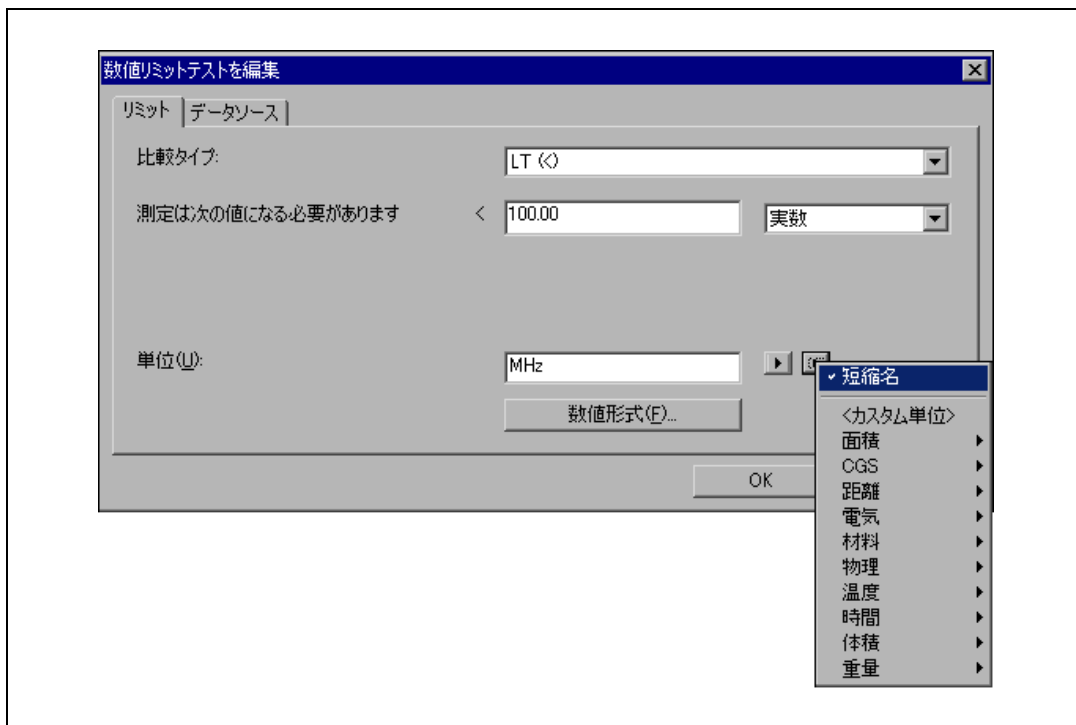 数値リミットテストを編集
リミット データソース
比較タイプ: LT (<)
測定は次の値になる必要があります < 100.00 実数
単位(U): MHz
数値形式(F)...
OK
短縮名
<カスタム単位>
面積
CGS
距離
電気
材料
物理
温度
時間
体積
重量